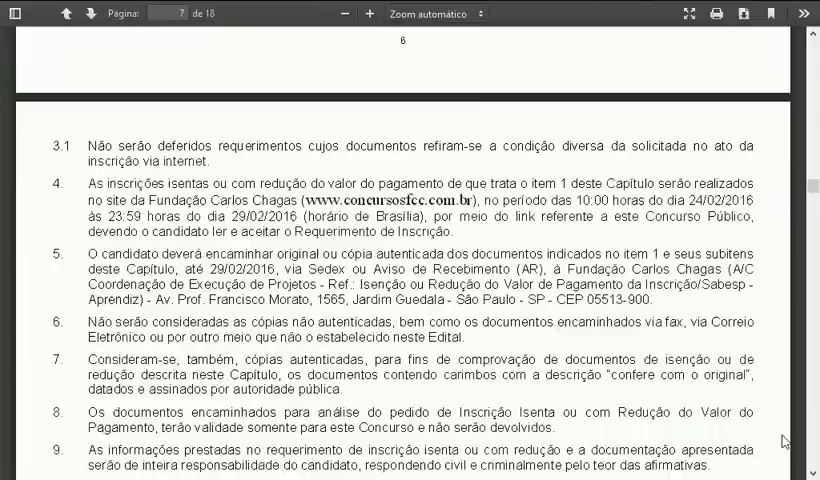 Página: 7 de 18 Zoom automático
6
3.1 Não serão deferidos requerimentos cujos documentos refiram-se a condição diversa da solicitada no ato da
inscrição via internet.
4. As inscrições isentas ou com redução do valor do pagamento de que trata o item 1 deste Capítulo serão realizados
no site da Fundação Carlos Chagas (www.concursosfcc.com.br), no período das 10:00 horas do dia 24/02/2016
às 23:59 horas do dia 29/02/2016 (horário de Brasília), por meio do link referente a este Concurso Público,
devendo o candidato ler e aceitar o Requerimento de Inscrição.
5. O candidato deverá encaminhar original ou cópia autenticada dos documentos indicados no item 1 e seus subitens
deste Capítulo, até 29/02/2016, via Sedex ou Aviso de Recebimento (AR), à Fundação Carlos Chagas (A/C
Coordenação de Execução de Projetos - Ref.: Isenção ou Redução do Valor de Pagamento da Inscrição/Sabesp -
Aprendiz) - Av. Prof. Francisco Morato, 1565, Jardim Guedala - São Paulo - SP - CEP 05513-900.
6. Não serão consideradas as cópias não autenticadas, bem como os documentos encaminhados via fax, via Correio
Eletrônico ou por outro meio que não o estabelecido neste Edital.
7. Consideram-se, também, cópias autenticadas, para fins de comprovação de documentos de isenção ou de
redução descrita neste Capítulo, os documentos contendo carimbos com a descrição "confere com o original",
datados e assinados por autoridade pública.
8. Os documentos encaminhados para análise do pedido de Inscrição Isenta ou com Redução do Valor do
Pagamento, terão validade somente para este Concurso e não serão devolvidos.
9. As informações prestadas no requerimento de inscrição isenta ou com redução e a documentação apresentada
serão de inteira responsabilidade do candidato, respondendo civil e criminalmente pelo teor das afirmativas.